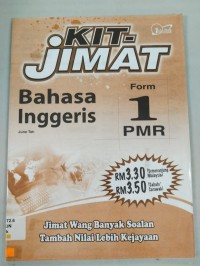 KIT-
JIMAT
Form
Bahasa
Inggeris
1
PMR
RM3.30
RM3.50
Jimat Wang Banyak Soalan
Tambah Nilai Lebih Kejayaan